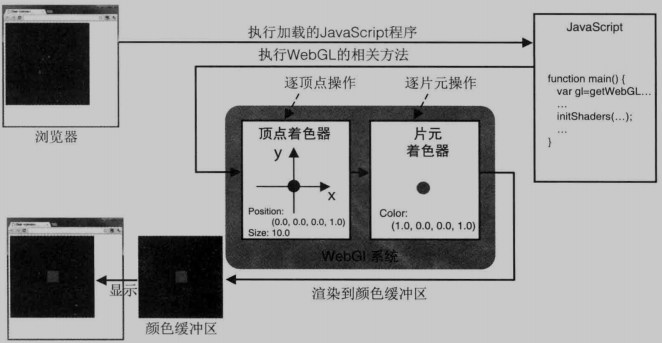 执行加载的JavaScript程序
执行WebGL的相关方法
JavaScript
function main() {
var gl=getWebGL…
…
initShaders(…);
…
}
浏览器
逐顶点操作
逐片元操作
顶点着色器
y
x
Position:
(0.0, 0.0, 0.0, 1.0)
Size: 10.0
片元
着色器
Color:
(1.0, 0.0, 0.0, 1.0)
WebGl 系统
显示
渲染到颜色缓冲区
颜色缓冲区